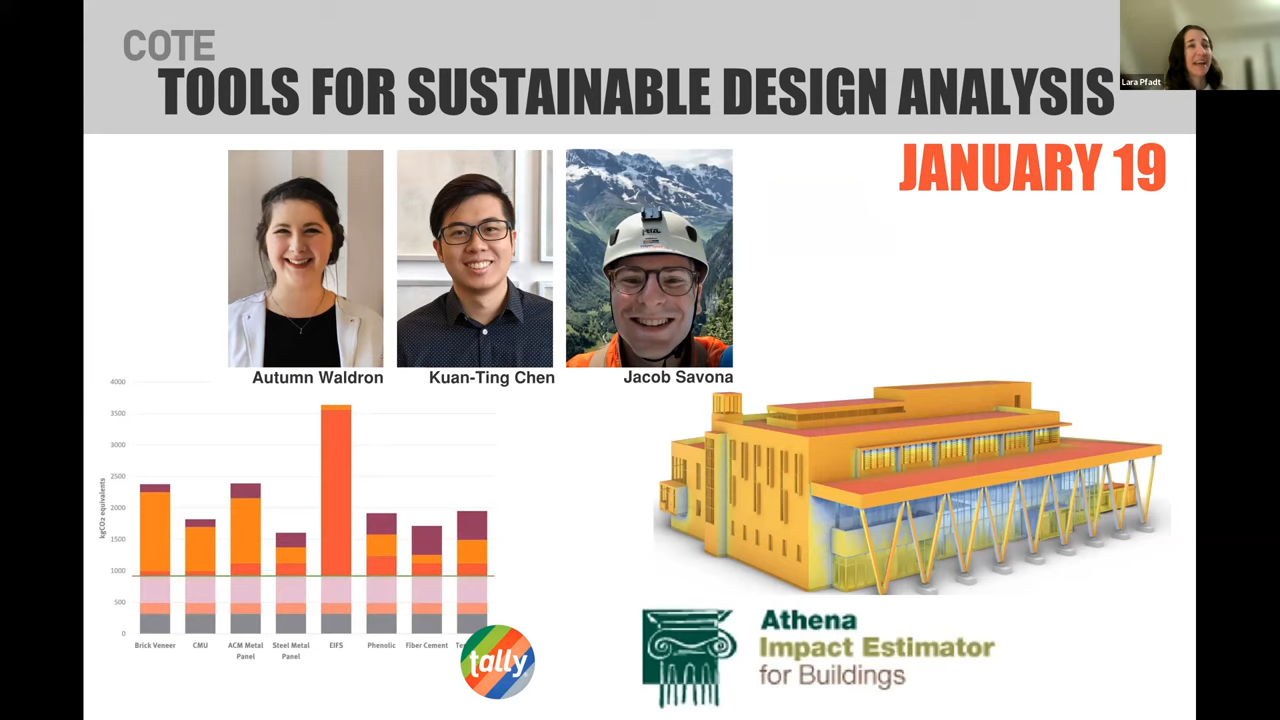 COTE
TOOLS FOR SUSTAINABLE DESIGN ANALYSIS
Lara Pfadt
JANUARY 19
PETZL
Autumn Waldron
Kuan-Ting Chen
Jacob Savona
kgCO2 equivalents
4000
3500
3000
2500
2000
1500
1000
500
0
Brick Veneer
CMU
ACM Metal
Panel
Steel Metal
Panel
EIFS
Phenolic
Fiber Cement
tally
Athena
Impact Estimator
for Buildings